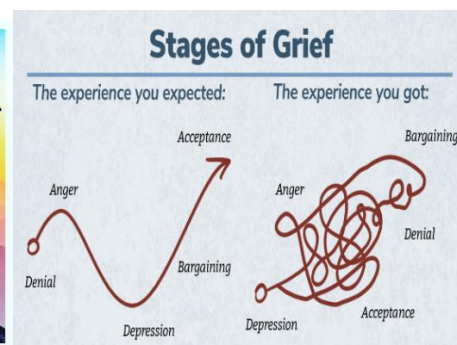 Stages of Grief
The experience you expected:
Acceptance
Anger
Bargaining
Denial
Depression
The experience you got:
Bargaining
Anger
Denial
Acceptance
Depression